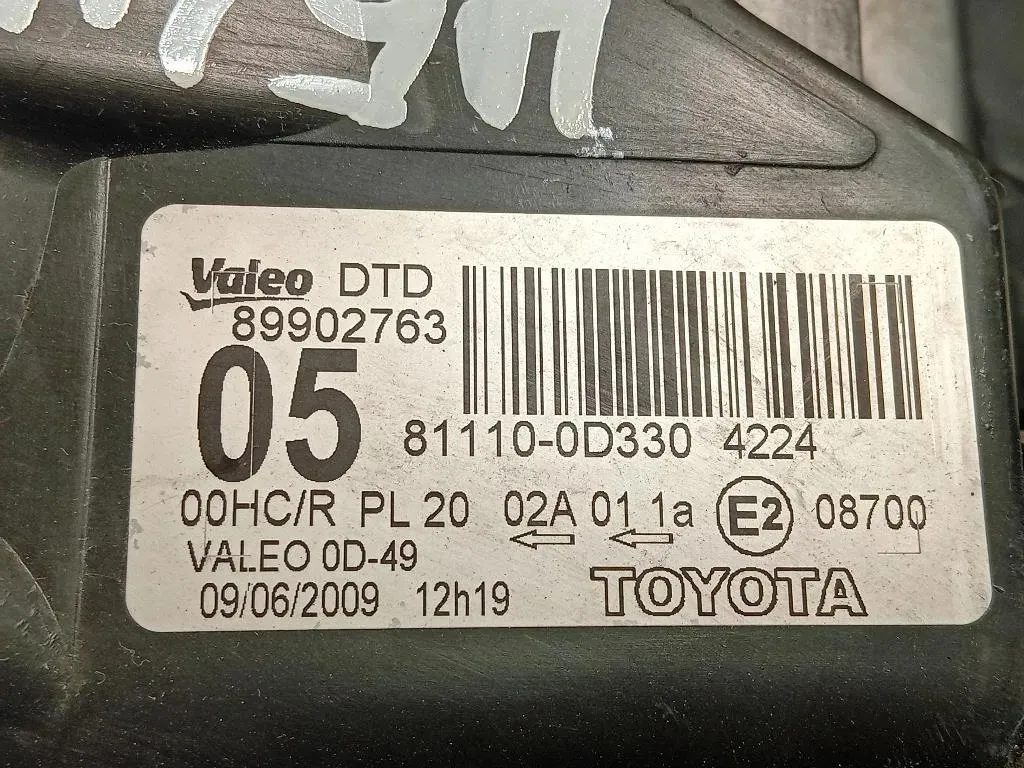 Valeo DTD
89902763
05
81110-0D330 4224
00HC/R PL 20 02A 01 1a E2 08700
VALEO 0D-49
09/06/2009 12h19 TOYOTA